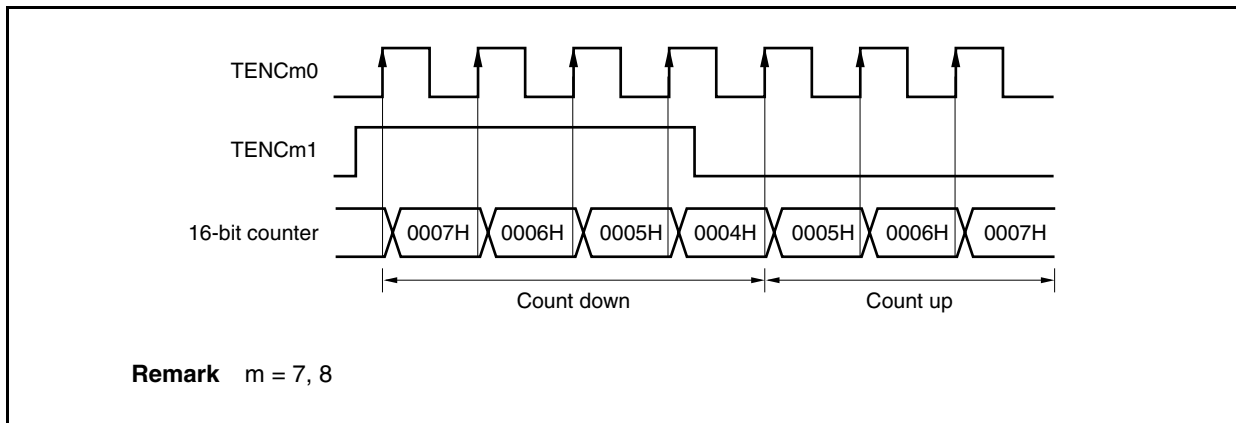 TENCm0
TENCm1
16-bit counter 0007H 0006H 0005H 0004H 0005H 0006H 0007H
Count down Count up
Remark m = 7, 8